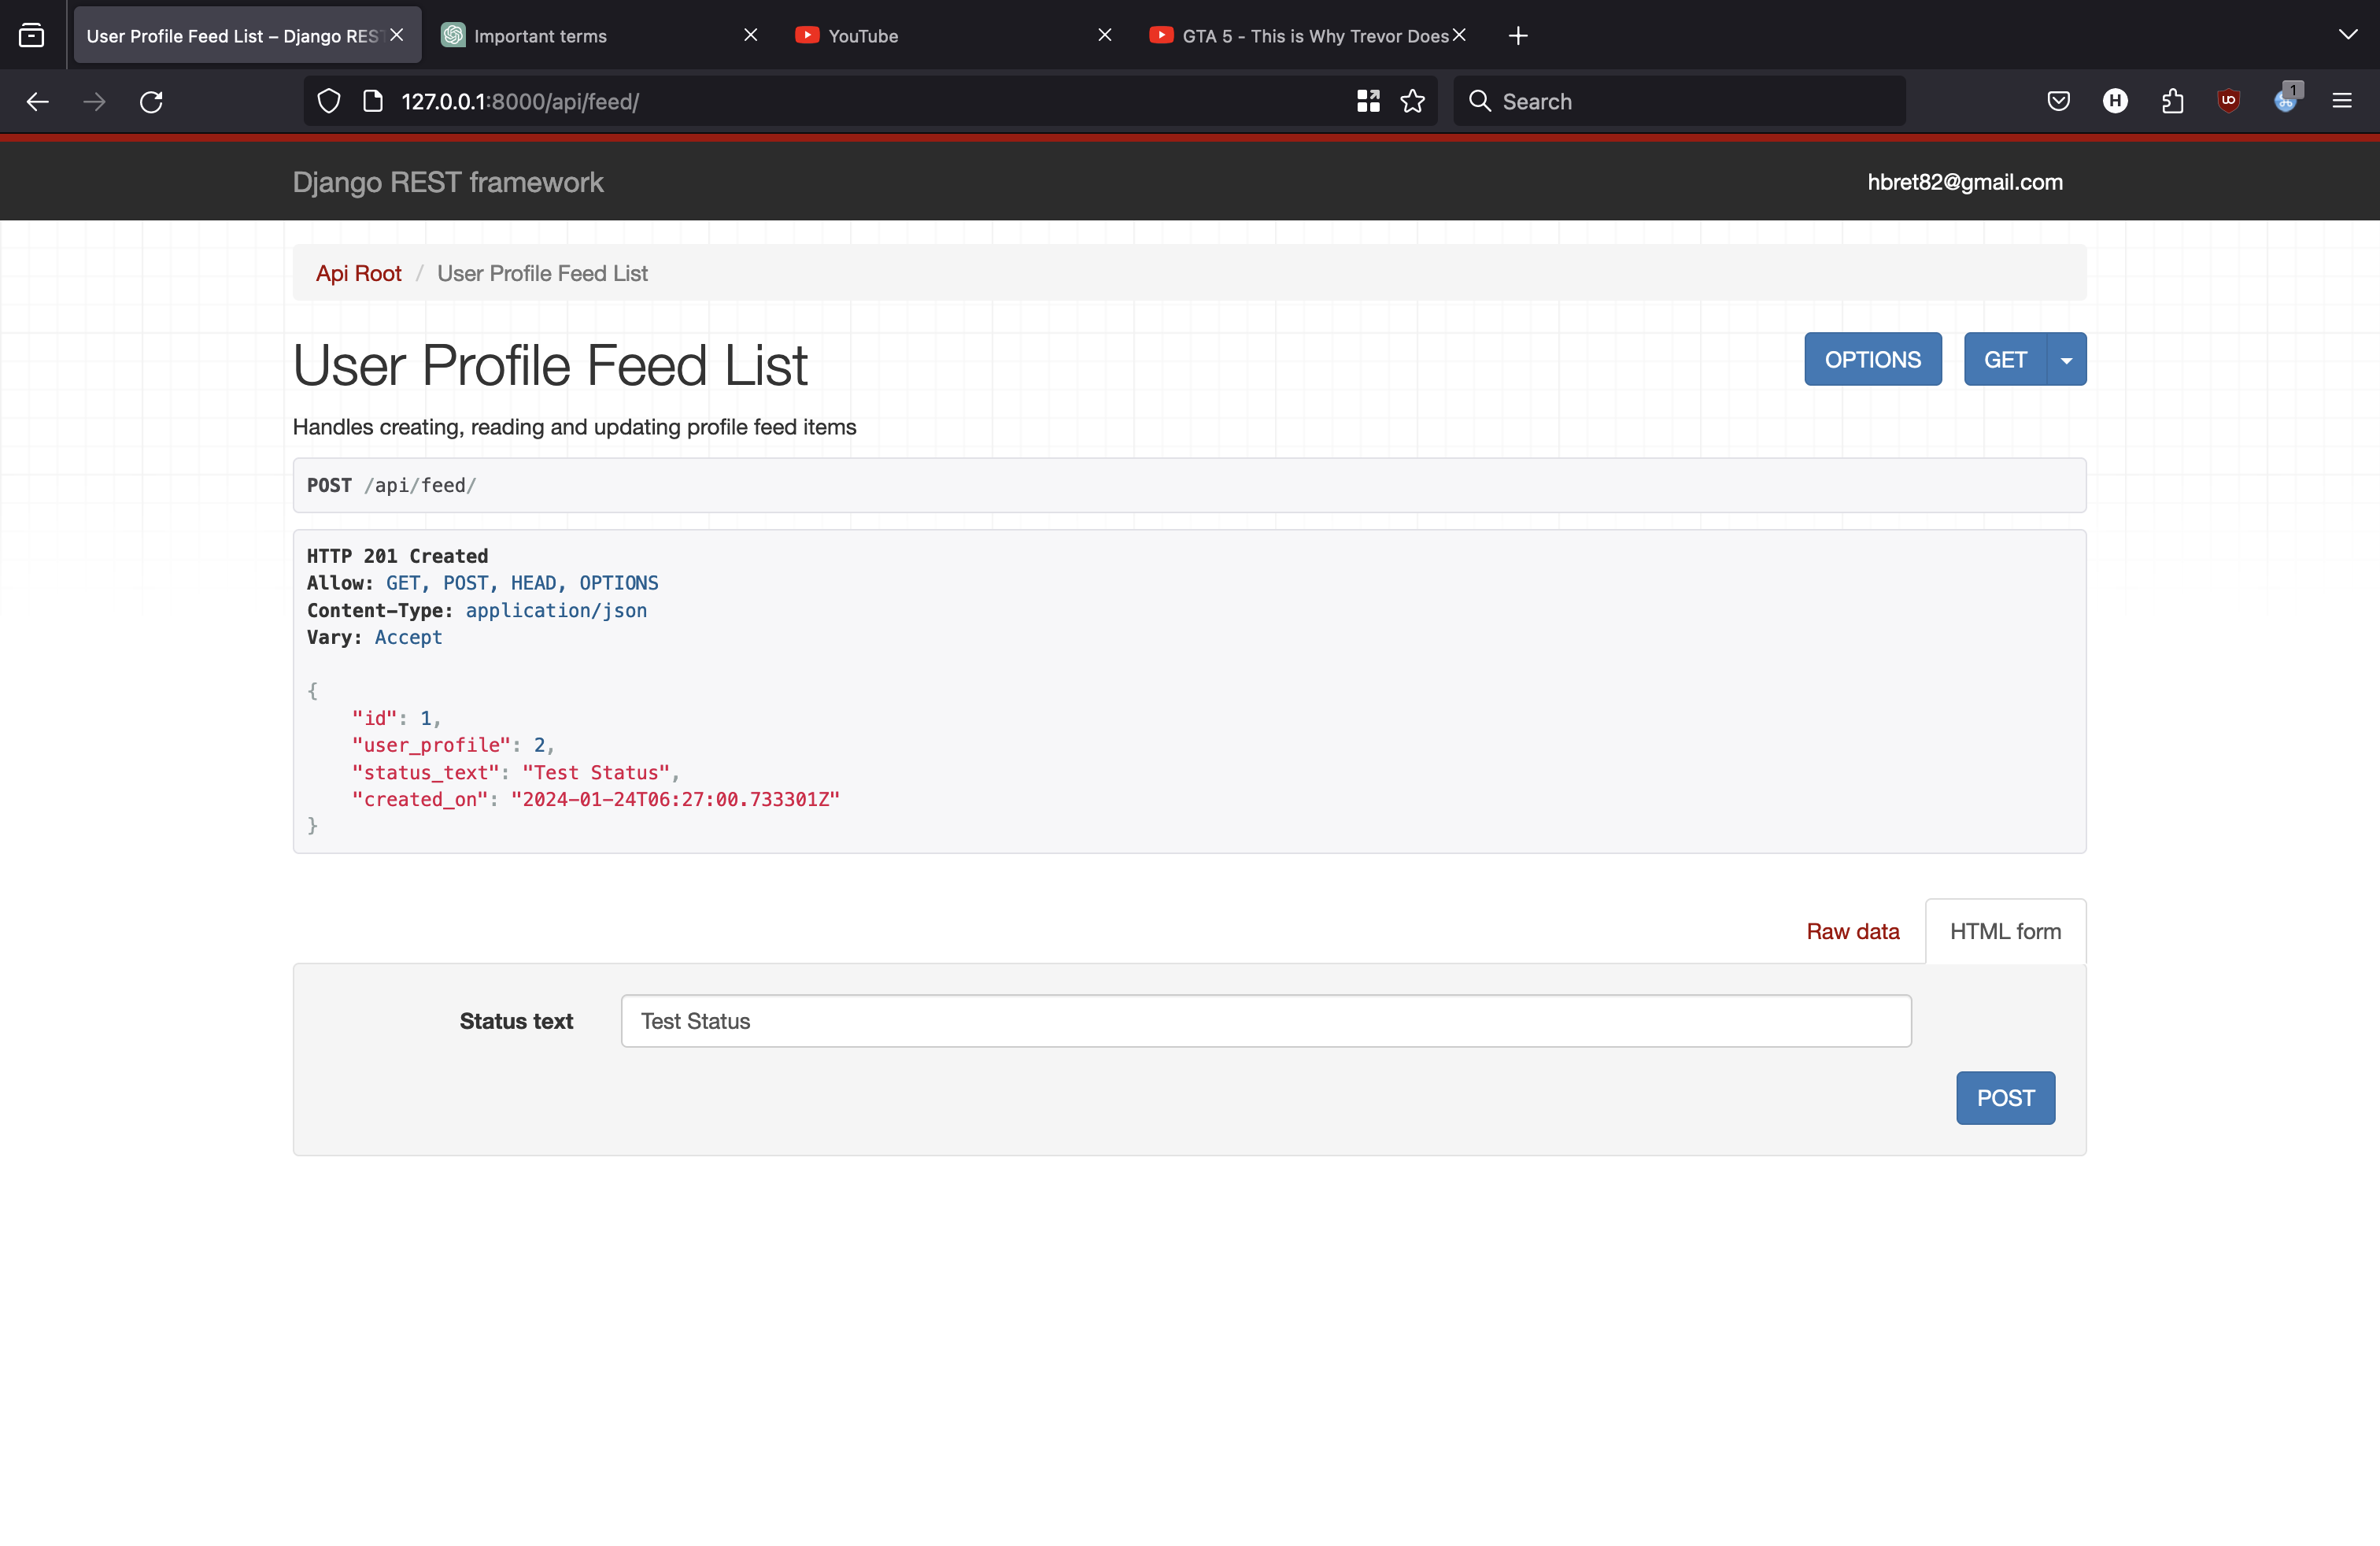 User Profile Feed List – Django RES
Important terms
YouTube
GTA 5 - This is Why Trevor Does
127.0.0.1:8000/api/feed/
Search
H
UO
1
Django REST framework
hbret82@gmail.com
Api Root / User Profile Feed List
User Profile Feed List
OPTIONS
GET
Handles creating, reading and updating profile feed items
POST /api/feed/
HTTP 201 Created
Allow: GET, POST, HEAD, OPTIONS
Content-Type: application/json
Vary: Accept
{
    "id": 1,
    "user_profile": 2,
    "status_text": "Test Status",
    "created_on": "2024-01-24T06:27:00.733301Z"
}
Raw data
HTML form
Status text
Test Status
POST